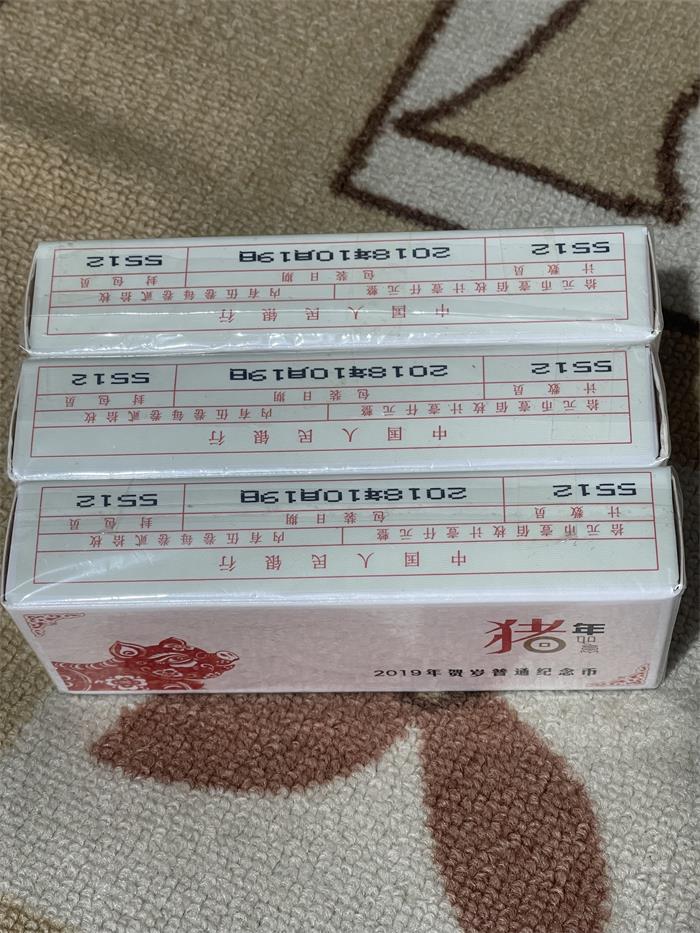 中国人民银行
拾元币壹佰枚计壹仟元整 内有伍卷每卷贰拾枚
计数员 包装日期 封包员
5512 2018年10月19日 5512
中国人民银行
拾元币壹佰枚计壹仟元整 内有伍卷每卷贰拾枚
计数员 包装日期 封包员
5512 2018年10月19日 5512
中国人民银行
拾元币壹佰枚计壹仟元整 内有伍卷每卷贰拾枚
计数员 包装日期 封包员
5512 2018年10月19日 5512
猪年
2019年贺岁普通纪念币